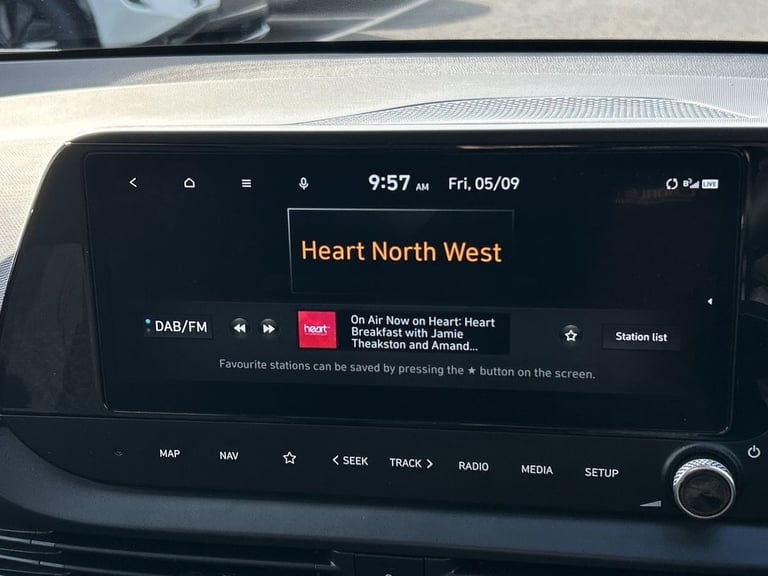 9:57 AM Fri, 05/09 LIVE
Heart North West
DAB/FM
heart
On Air Now on Heart: Heart
Breakfast with Jamie
Theakston and Amand...
Station list
Favourite stations can be saved by pressing the ★ button on the screen.
MAP NAV < SEEK TRACK > RADIO MEDIA SETUP